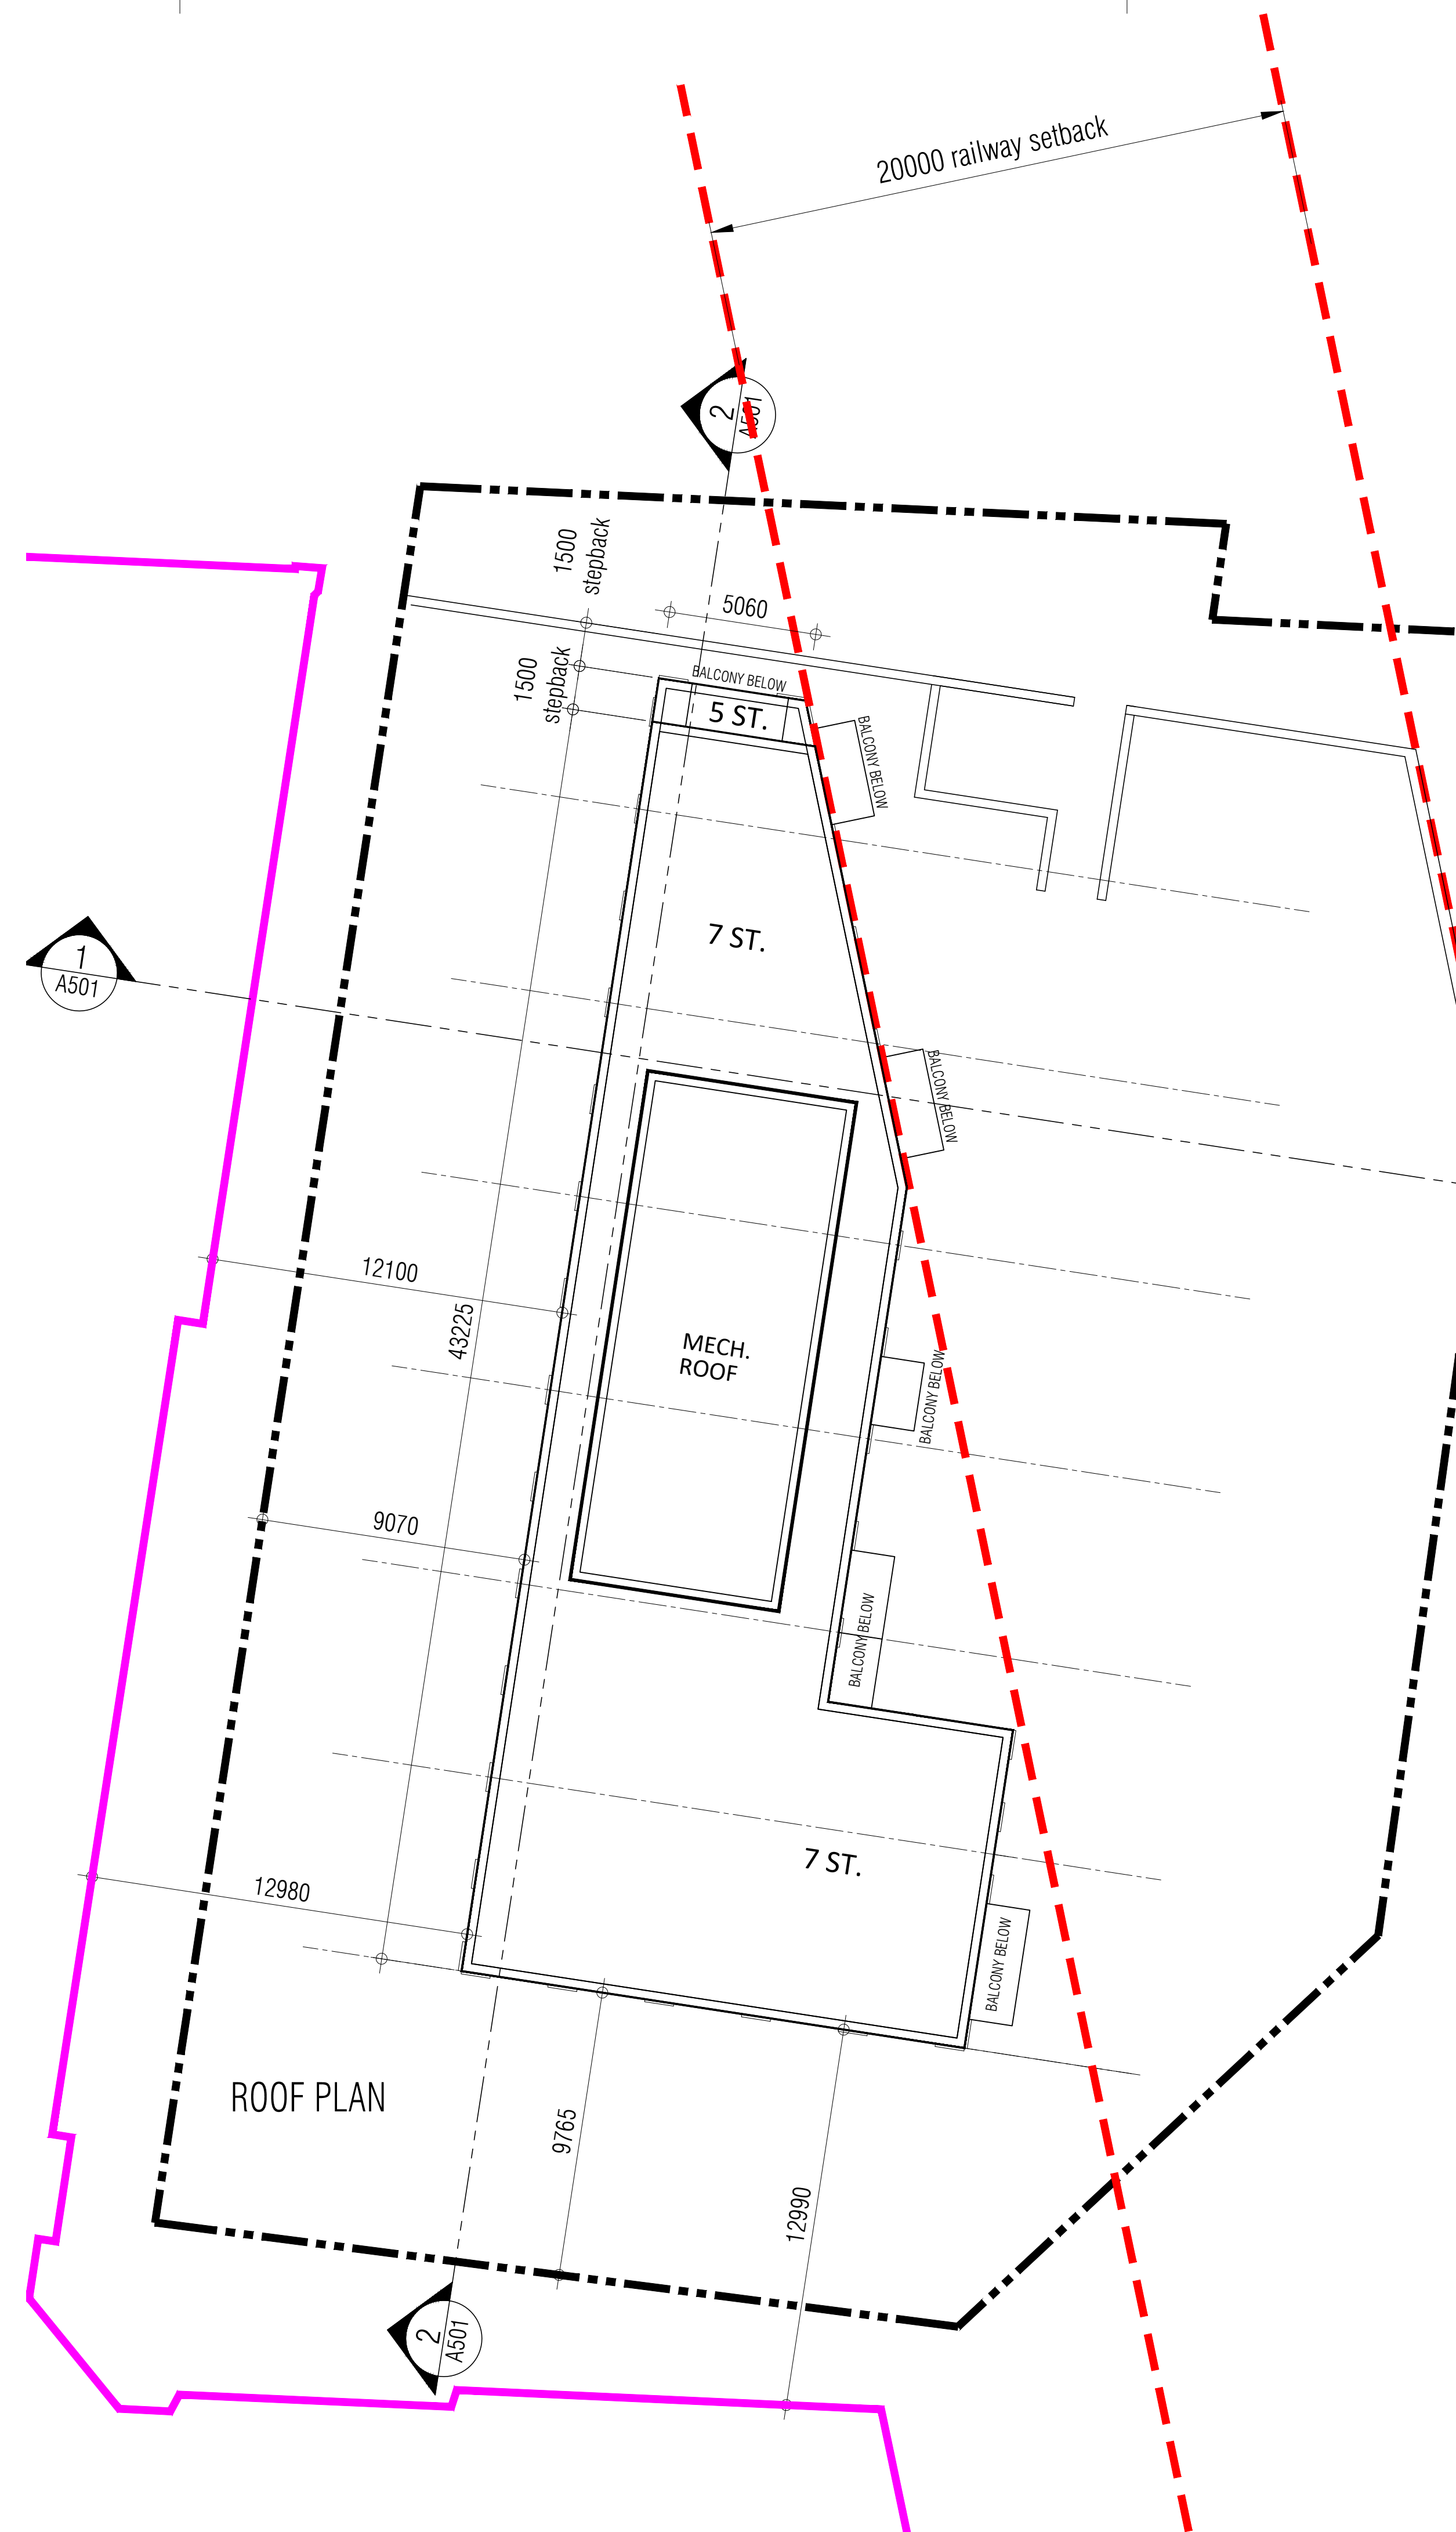 20000 railway setback
2
A501
1500
stepback
5060
1500
stepback
BALCONY BELOW
5 ST.
BALCONY BELOW
7 ST.
1
A501
BALCONY BELOW
12100
43225
MECH.
ROOF
BALCONY BELOW
9070
BALCONY BELOW
BALCONY BELOW
7 ST.
12980
BALCONY BELOW
ROOF PLAN
9765
12990
2
A501